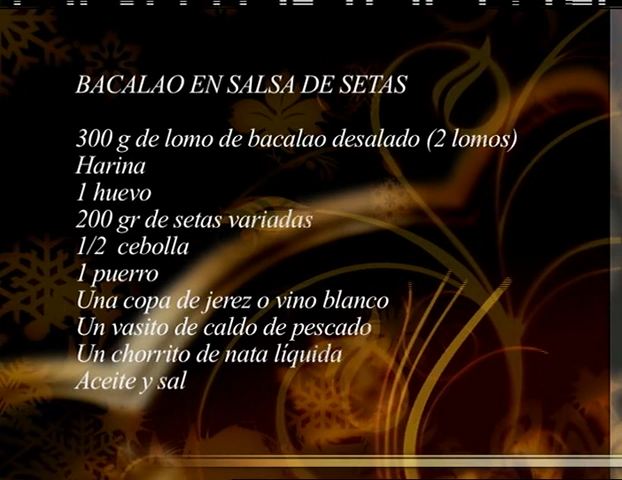 BACALAO EN SALSA DE SETAS
300 g de lomo de bacalao desalado (2 lomos)
Harina
1 huevo
200 gr de setas variadas
1/2 cebolla
1 puerro
Una copa de jerez o vino blanco
Un vasito de caldo de pescado
Un chorrito de nata líquida
Aceite y sal